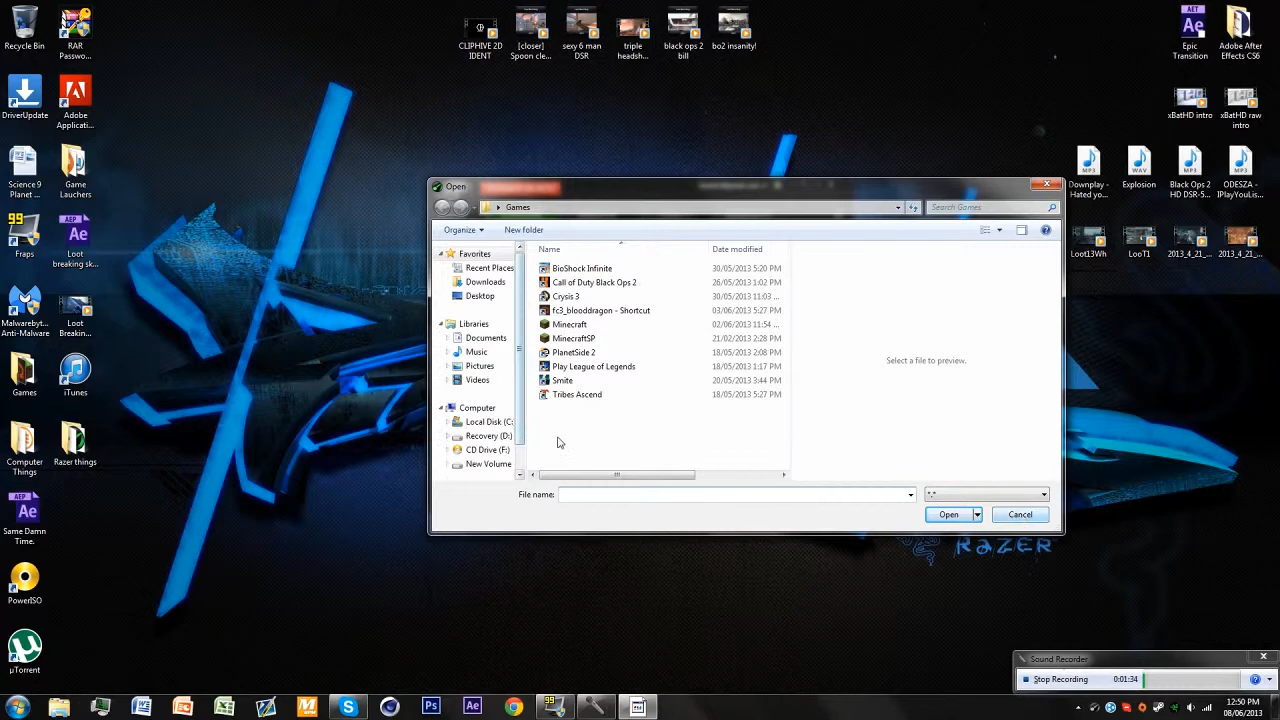 Recycle Bin
RAR Passwo...
CLIPHIVE 2D IDENT
[closer] Spoon cle...
sexy 6 man DSR
triple headsh...
black ops 2 bill
bo2 insanity!
Epic Transition
Adobe After Effects CS6
DriverUpdate
Adobe Applicati...
xBatHD intro
xBatHD raw intro
Science 9 Planet ...
Game Lauchers
Downplay - Hated yo...
Explosion
Black Ops 2 HD DSR-5...
ODESZA - IPlayYouLis...
99 Fraps
Loot breaking sk...
Loot13Wh
LooT1
2013_4_21_...
2013_4_21_...
Malwarebyt... Anti-Malware
Loot Breakin...
Games
iTunes
Computer Things
Razer things
Same Damn Time.
PowerISO
µTorrent
Open
Games
Search Games
Organize
New folder
Name
Date modified
Favorites
Recent Places
Downloads
Desktop
Libraries
Documents
Music
Pictures
Videos
Computer
Local Disk (C:
Recovery (D:)
CD Drive (F:)
New Volume
BioShock Infinite 30/05/2013 5:20 PM
Call of Duty Black Ops 2 26/05/2013 1:02 PM
Crysis 3 30/05/2013 11:03 ...
fc3_blooddragon - Shortcut 03/06/2013 5:27 PM
Minecraft 02/06/2013 11:54 ...
MinecraftSP 21/02/2013 2:28 PM
PlanetSide 2 18/05/2013 2:08 PM
Play League of Legends 18/05/2013 1:17 PM
Smite 20/05/2013 3:44 PM
Tribes Ascend 18/05/2013 5:27 PM
Select a file to preview.
File name:
*.*
Open
Cancel
RAZER
Sound Recorder
Stop Recording 0:01:34
12:50 PM
08/06/2013